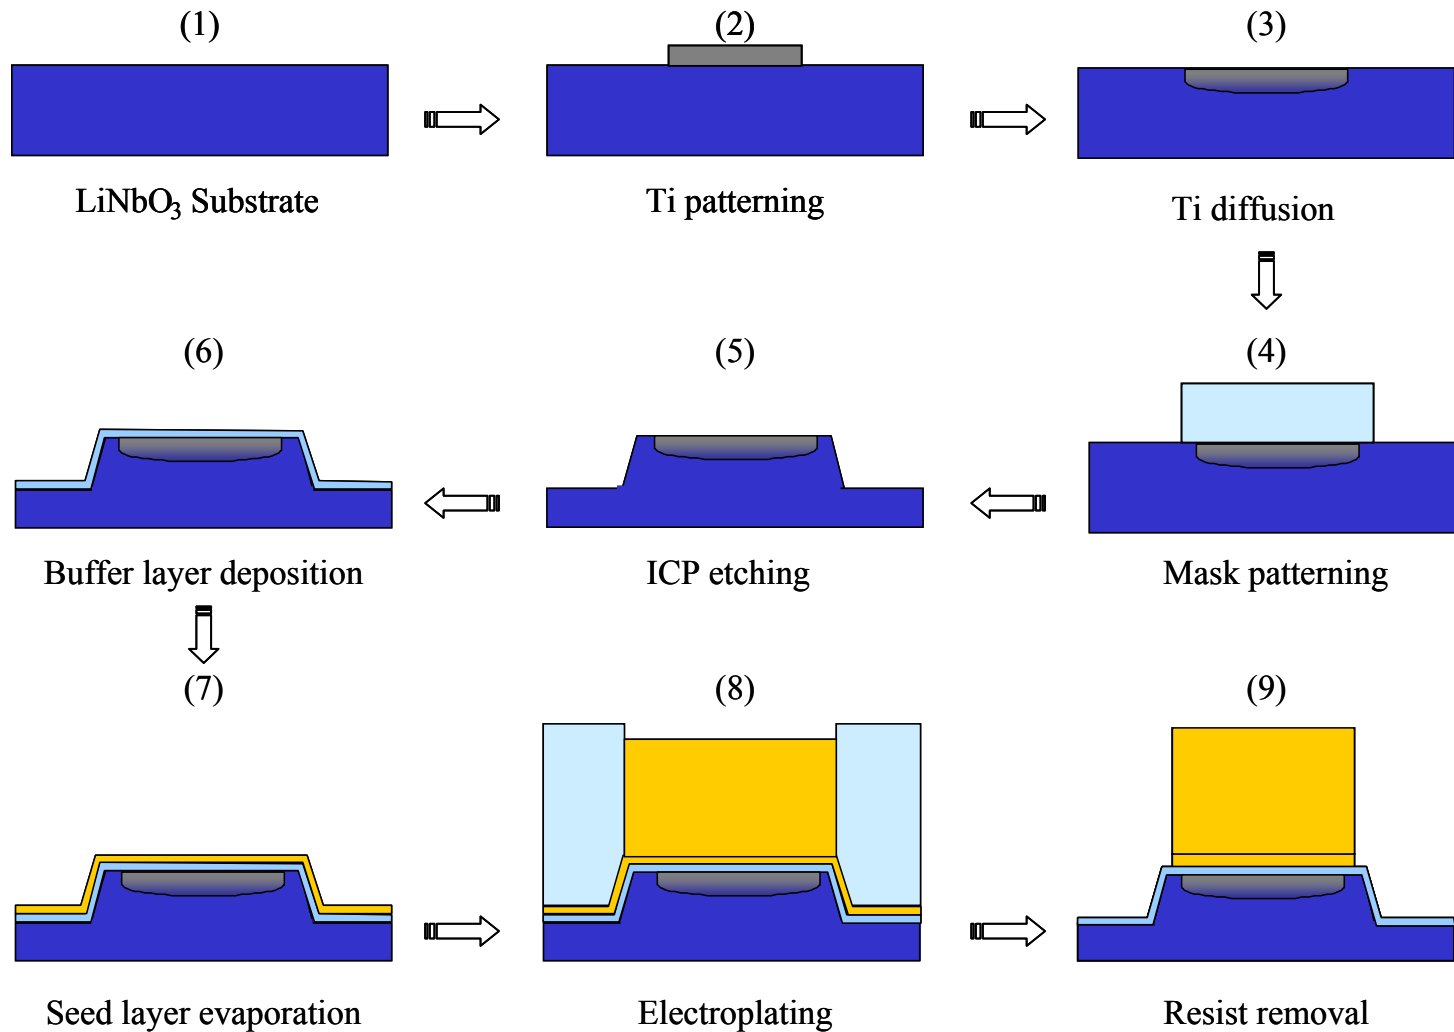 (1)
(2)
(3)
LiNbO₃ Substrate
Ti patterning
Ti diffusion
(6)
(5)
(4)
Buffer layer deposition
ICP etching
Mask patterning
(7)
(8)
(9)
Seed layer evaporation
Electroplating
Resist removal